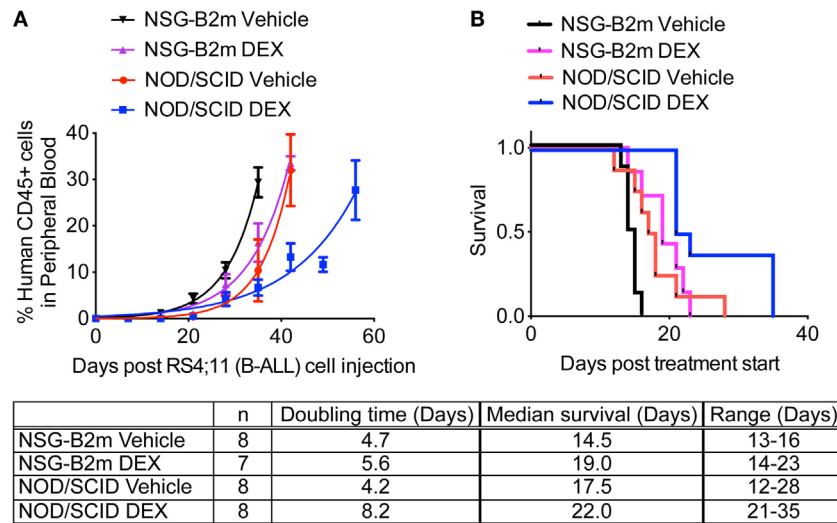 A
NSG-B2m Vehicle
NSG-B2m DEX
NOD/SCID Vehicle
NOD/SCID DEX
% Human CD45+ cells
in Peripheral Blood
40
30
20
10
0
0 20 40 60
Days post RS4;11 (B-ALL) cell injection
B
NSG-B2m Vehicle
NSG-B2m DEX
NOD/SCID Vehicle
NOD/SCID DEX
Survival
1.0
0.5
0.0
0 20 40
Days post treatment start
n Doubling time (Days) Median survival (Days) Range (Days)
NSG-B2m Vehicle 8 4.7 14.5 13-16
NSG-B2m DEX 7 5.6 19.0 14-23
NOD/SCID Vehicle 8 4.2 17.5 12-28
NOD/SCID DEX 8 8.2 22.0 21-35